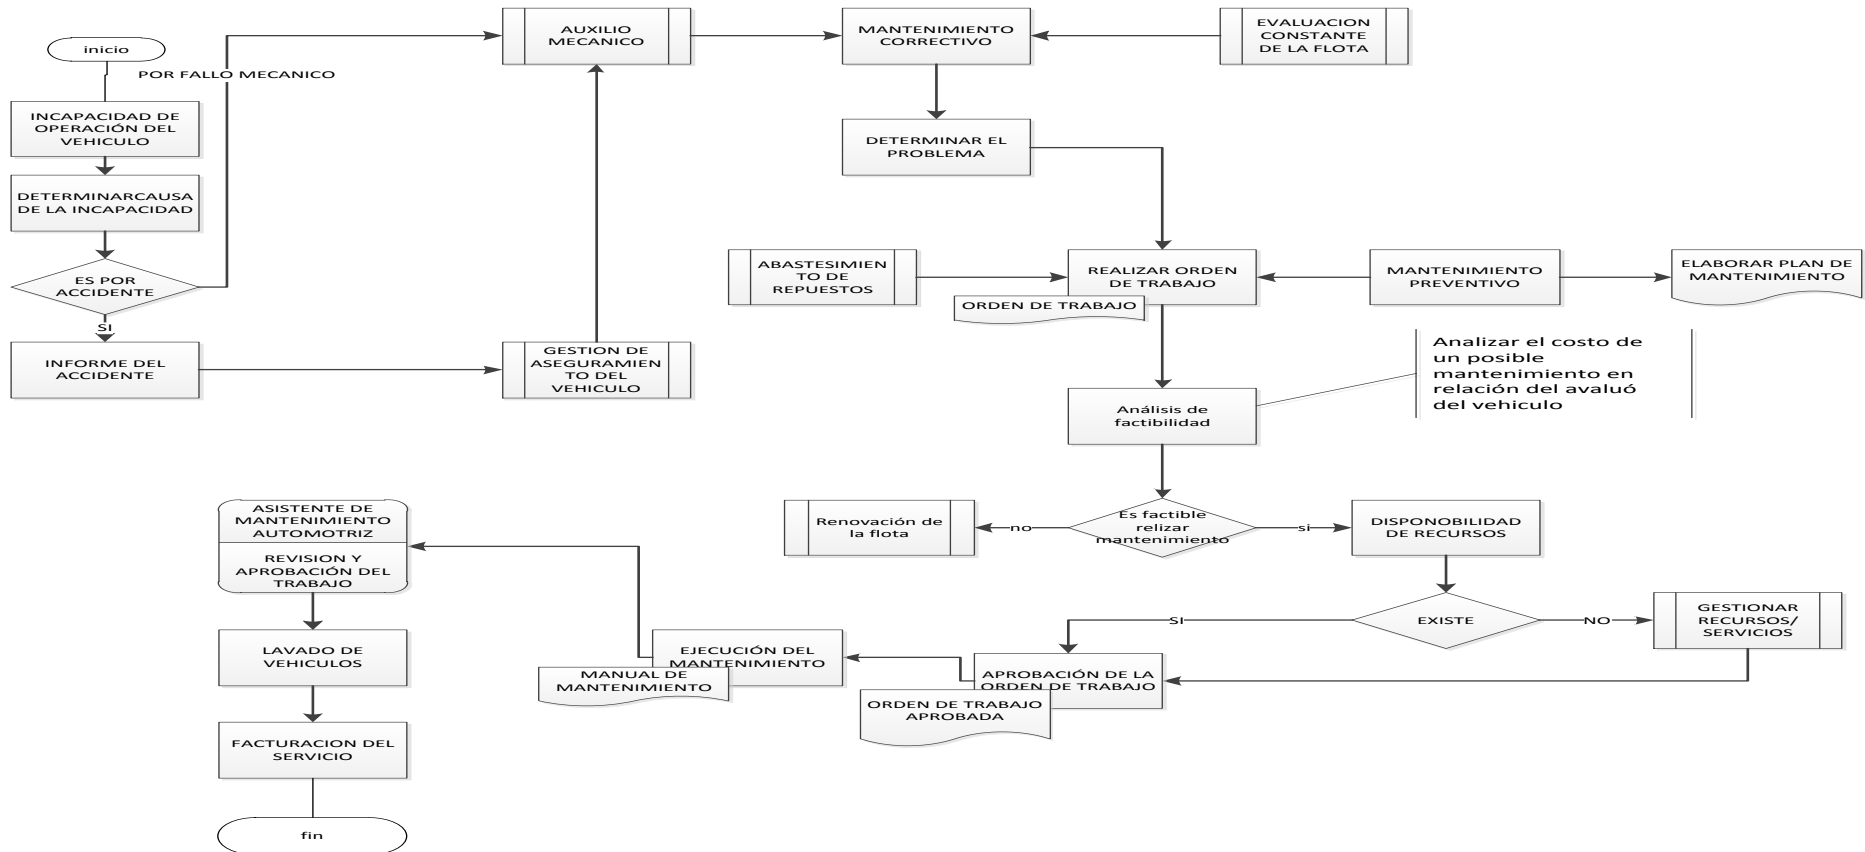 inicio
POR FALLO MECANICO
INCAPACIDAD DE
OPERACIÓN DEL
VEHICULO
DETERMINARCAUSA
DE LA INCAPACIDAD
ES POR
ACCIDENTE
SI
INFORME DEL
ACCIDENTE
GESTION DE
ASEGURAMIEN
TO DEL
VEHICULO
AUXILIO
MECANICO
MANTENIMIENTO
CORRECTIVO
EVALUACION
CONSTANTE
DE LA FLOTA
DETERMINAR EL
PROBLEMA
ABASTESIMIEN
TO DE
REPUESTOS
REALIZAR ORDEN
DE TRABAJO
ORDEN DE TRABAJO
MANTENIMIENTO
PREVENTIVO
ELABORAR PLAN DE
MANTENIMIENTO
Analizar el costo de
un posible
mantenimiento en
relación del avaluó
del vehiculo
Análisis de
factibilidad
Es factible
relizar
mantenimiento
no
Renovación de
la flota
si
DISPONOBILIDAD
DE RECURSOS
EXISTE
NO
GESTIONAR
RECURSOS/
SERVICIOS
SI
APROBACIÓN DE LA
ORDEN DE TRABAJO
ORDEN DE TRABAJO
APROBADA
EJECUCIÓN DEL
MANTENIMIENTO
MANUAL DE
MANTENIMIENTO
ASISTENTE DE
MANTENIMIENTO
AUTOMOTRIZ
REVISION Y
APROBACIÓN DEL
TRABAJO
LAVADO DE
VEHICULOS
FACTURACION DEL
SERVICIO
fin